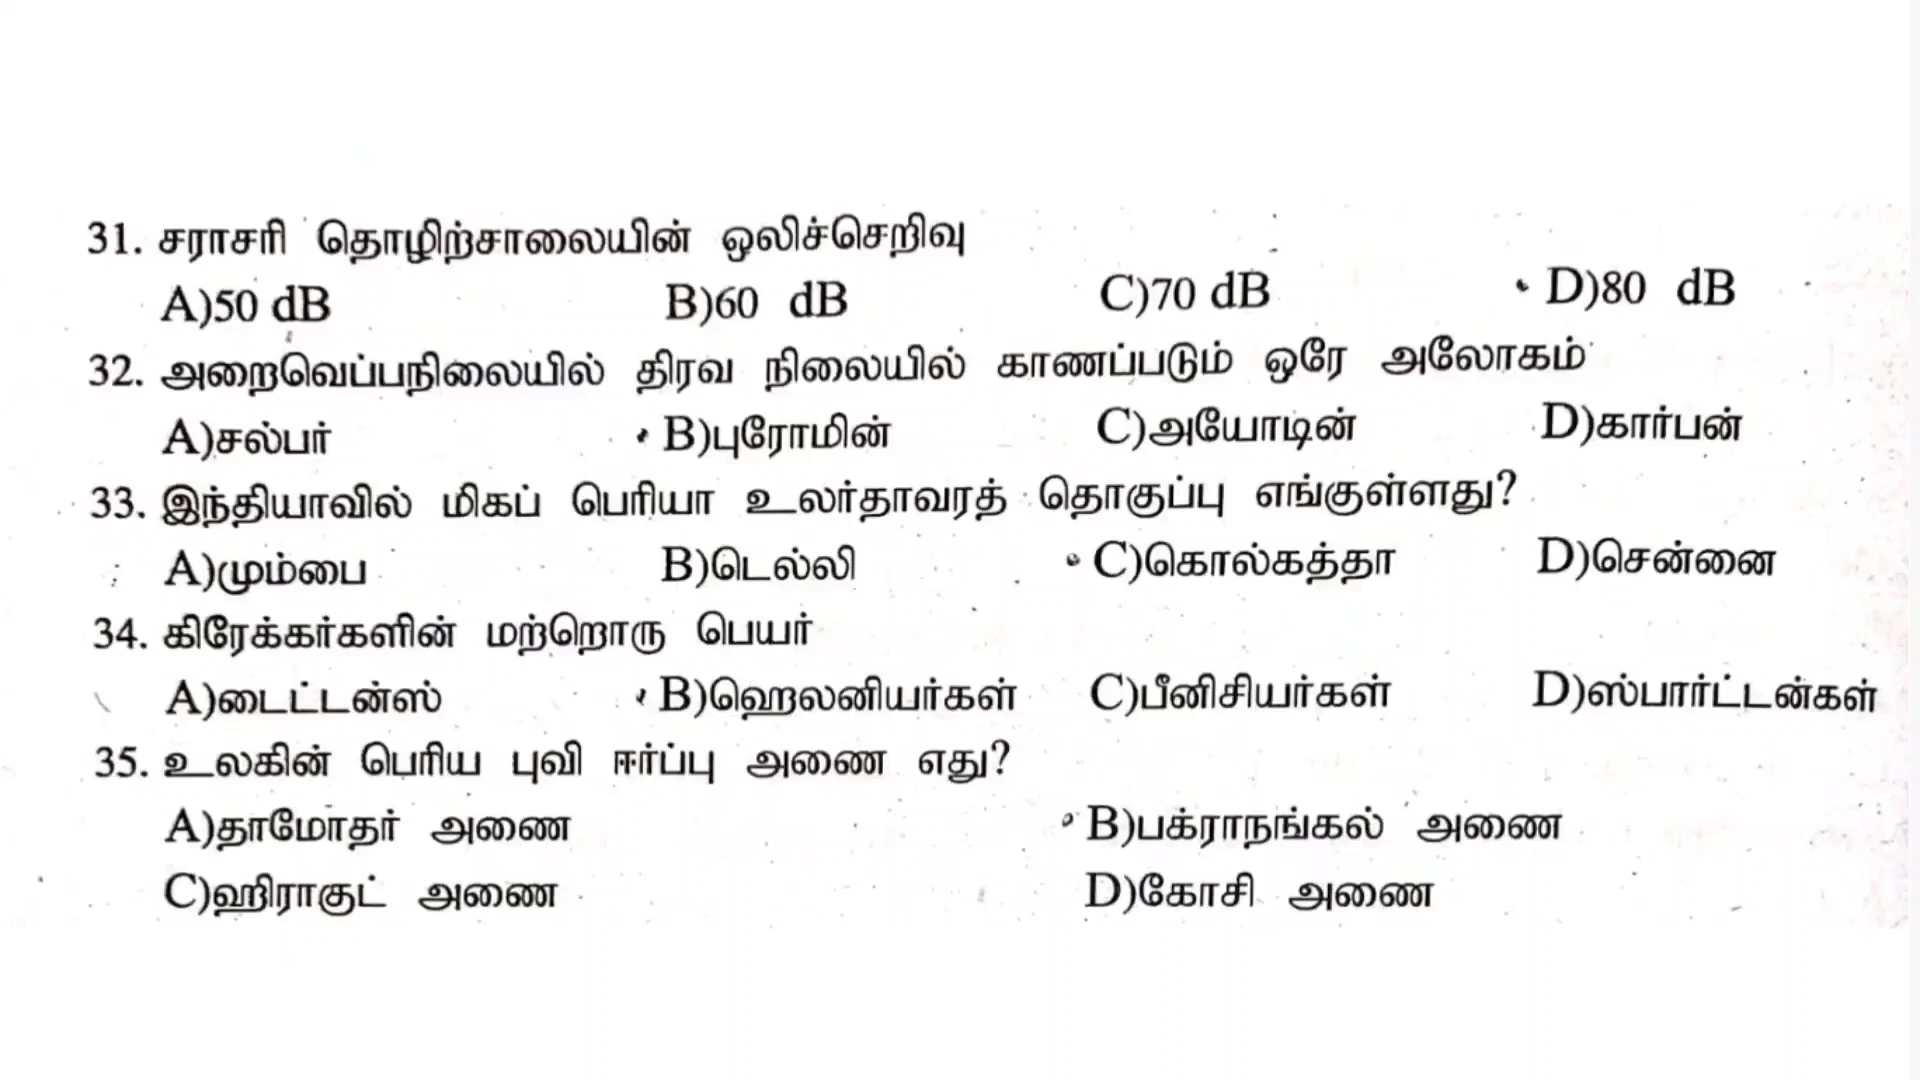 31. சராசரி தொழிற்சாலையின் ஒலிச்செறிவு
A)50 dB B)60 dB C)70 dB D)80 dB
32. அறைவெப்பநிலையில் திரவ நிலையில் காணப்படும் ஒரே அலோகம்
A)சல்பர் B)புரோமின் C)அயோடின் D)கார்பன்
33. இந்தியாவில் மிகப் பெரியா உலர்தாவரத் தொகுப்பு எங்குள்ளது?
A)மும்பை B)டெல்லி C)கொல்கத்தா D)சென்னை
34. கிரேக்கர்களின் மற்றொரு பெயர்
A)டைட்டன்ஸ் B)ஹெலனியர்கள் C)பீனிசியர்கள் D)ஸ்பார்ட்டன்கள்
35. உலகின் பெரிய புவி ஈர்ப்பு அணை எது?
A)தாமோதர் அணை B)பக்ராநங்கல் அணை
C)ஹிராகுட் அணை D)கோசி அணை